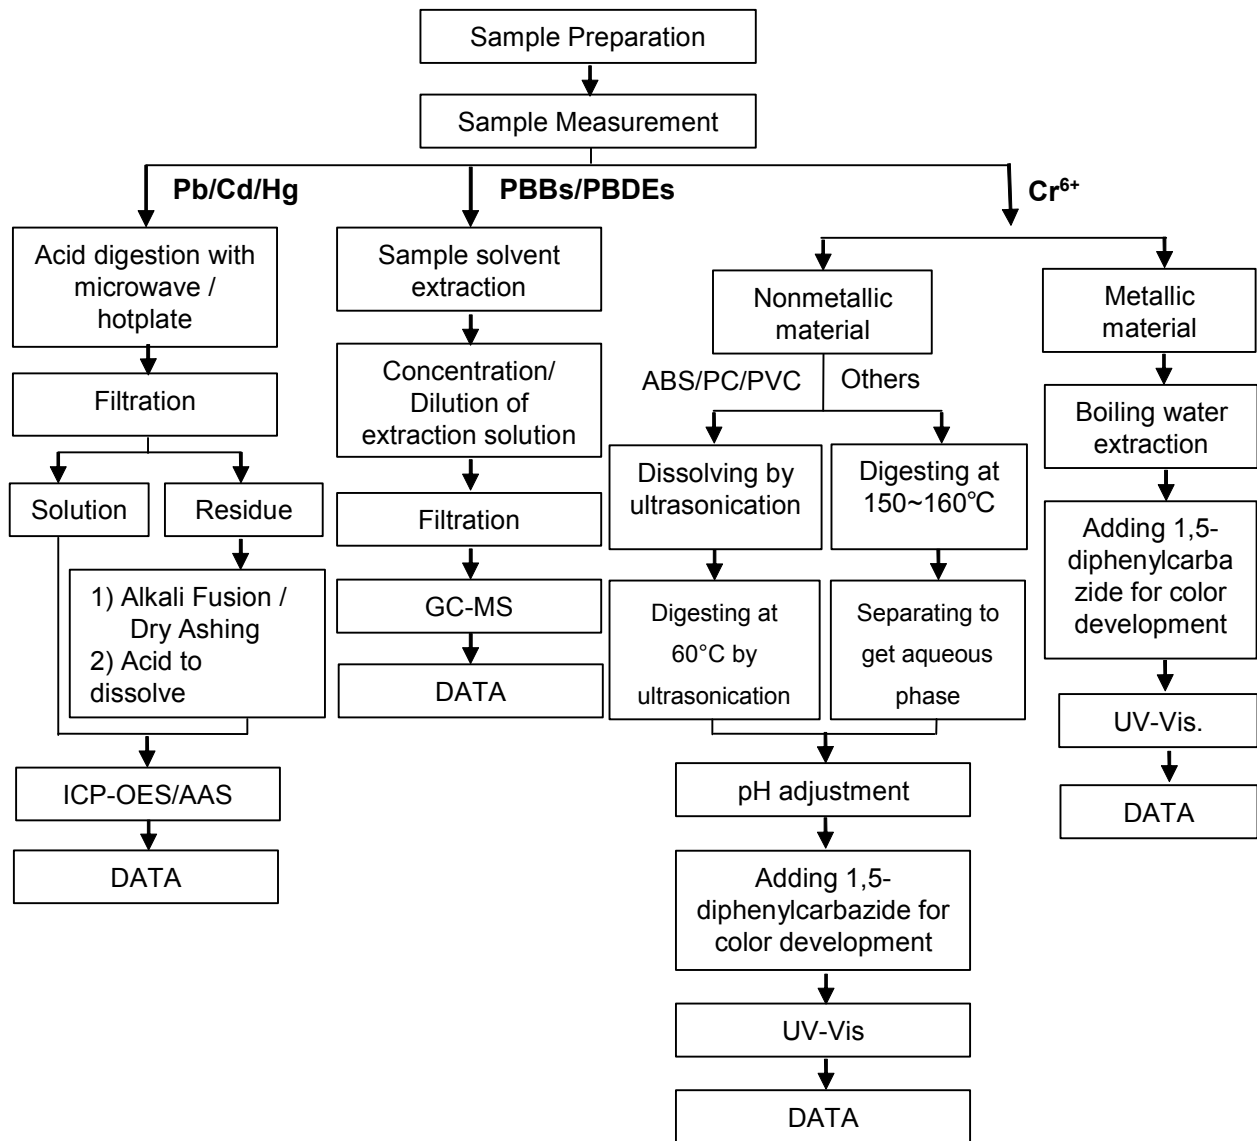 Sample Preparation
Sample Measurement
Pb/Cd/Hg
PBBs/PBDEs
Cr⁶⁺
Acid digestion with
microwave /
hotplate
Filtration
Solution
Residue
1) Alkali Fusion /
Dry Ashing
2) Acid to
dissolve
ICP-OES/AAS
DATA
Sample solvent
extraction
Concentration/
Dilution of
extraction solution
Filtration
GC-MS
DATA
Nonmetallic
material
ABS/PC/PVC
Others
Dissolving by
ultrasonication
Digesting at
60°C by
ultrasonication
Digesting at
150~160℃
Separating to
get aqueous
phase
pH adjustment
Adding 1,5-
diphenylcarbazide for
color development
UV-Vis
DATA
Metallic
material
Boiling water
extraction
Adding 1,5-
diphenylcarba
zide for color
development
UV-Vis.
DATA